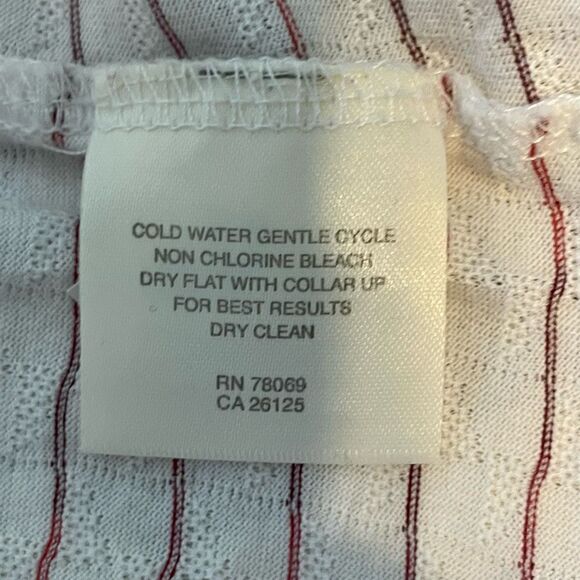 COLD WATER GENTLE CYCLE
NON CHLORINE BLEACH
DRY FLAT WITH COLLAR UP
FOR BEST RESULTS
DRY CLEAN
RN 78069
CA 26125